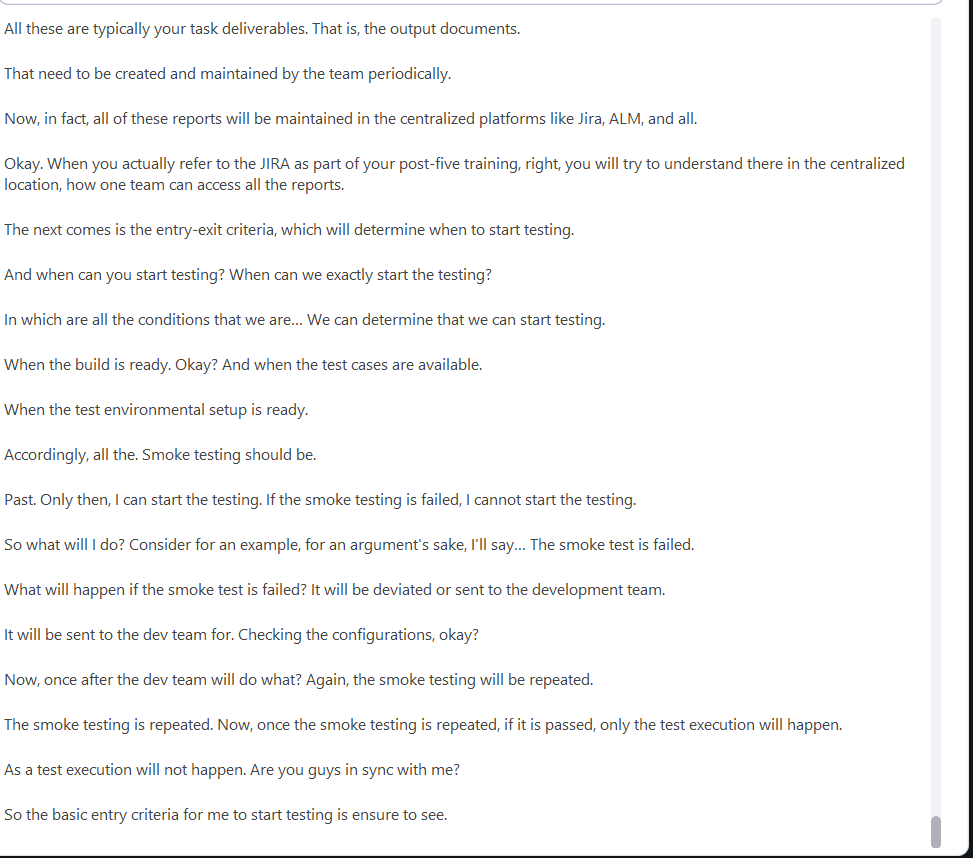 All these are typically your task deliverables. That is, the output documents.
That need to be created and maintained by the team periodically.
Now, in fact, all of these reports will be maintained in the centralized platforms like Jira, ALM, and all.
Okay. When you actually refer to the JIRA as part of your post-five training, right, you will try to understand there in the centralized
location, how one team can access all the reports.
The next comes is the entry-exit criteria, which will determine when to start testing.
And when can you start testing? When can we exactly start the testing?
In which are all the conditions that we are... We can determine that we can start testing.
When the build is ready. Okay? And when the test cases are available.
When the test environmental setup is ready.
Accordingly, all the. Smoke testing should be.
Past. Only then, I can start the testing. If the smoke testing is failed, I cannot start the testing.
So what will I do? Consider for an example, for an argument's sake, I'll say... The smoke test is failed.
What will happen if the smoke test is failed? It will be deviated or sent to the development team.
It will be sent to the dev team for. Checking the configurations, okay?
Now, once after the dev team will do what? Again, the smoke testing will be repeated.
The smoke testing is repeated. Now, once the smoke testing is repeated, if it is passed, only the test execution will happen.
As a test execution will not happen. Are you guys in sync with me?
So the basic entry criteria for me to start testing is ensure to see.